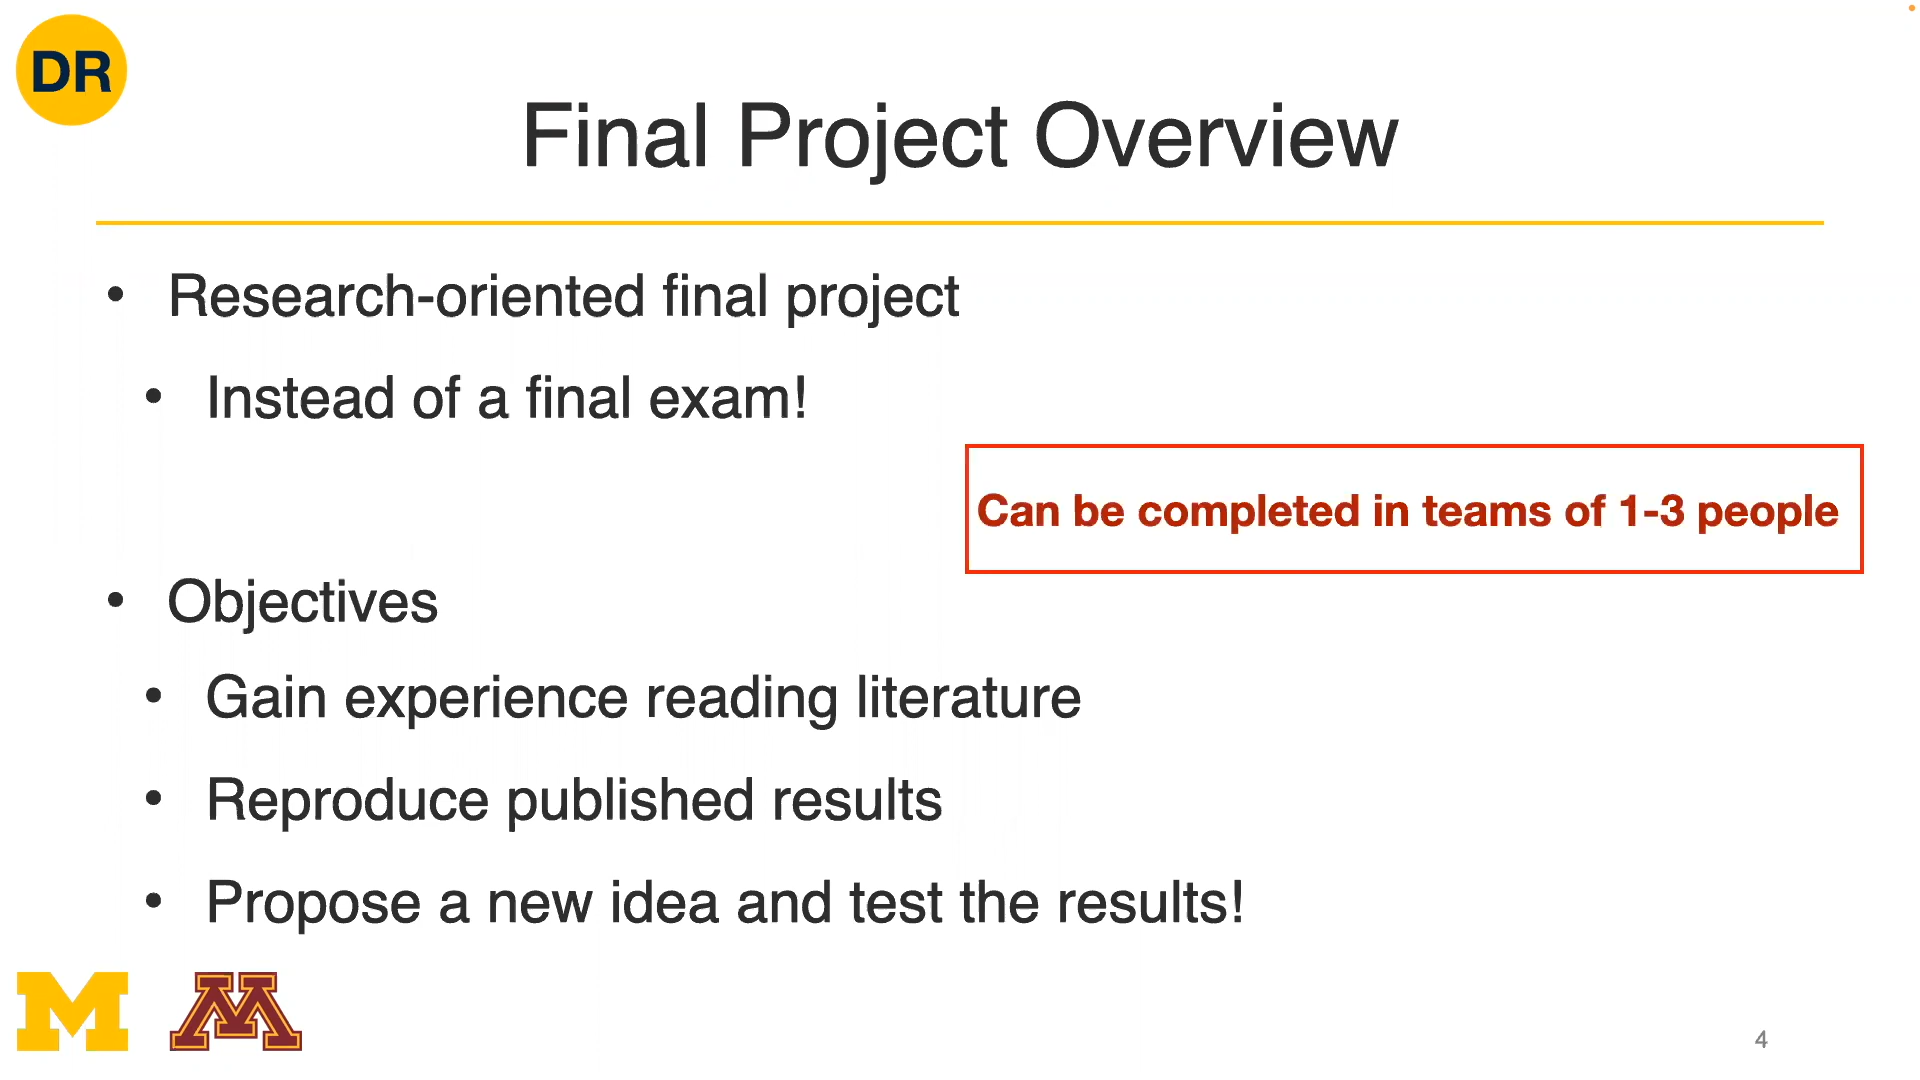 DR
Final Project Overview
• Research-oriented final project
• Instead of a final exam!
Can be completed in teams of 1-3 people
• Objectives
• Gain experience reading literature
• Reproduce published results
• Propose a new idea and test the results!
M M
4